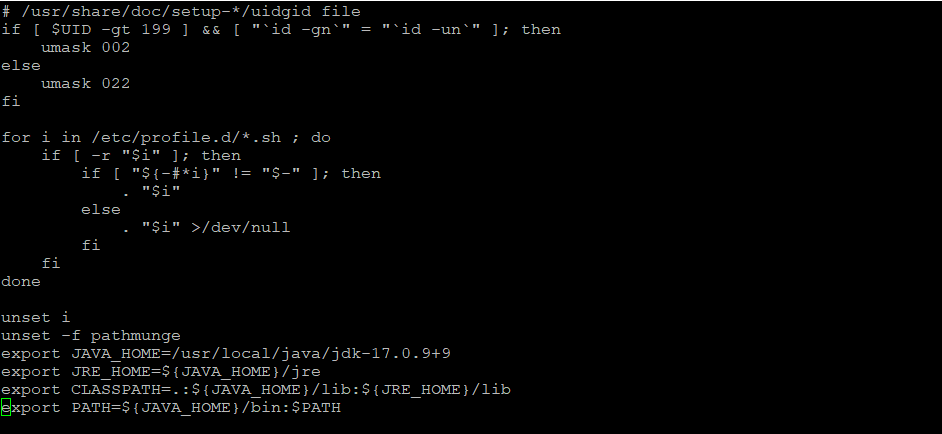 # /usr/share/doc/setup-*/uidgid file
if [ $UID -gt 199 ] && [ "`id -gn`" = "`id -un`" ]; then
    umask 002
else
    umask 022
fi

for i in /etc/profile.d/*.sh ; do
    if [ -r "$i" ]; then
        if [ "${-#*i}" != "$-" ]; then
            . "$i"
        else
            . "$i" >/dev/null
        fi
    fi
done

unset i
unset -f pathmunge
export JAVA_HOME=/usr/local/java/jdk-17.0.9+9
export JRE_HOME=${JAVA_HOME}/jre
export CLASSPATH=.:${JAVA_HOME}/lib:${JRE_HOME}/lib
export PATH=${JAVA_HOME}/bin:$PATH